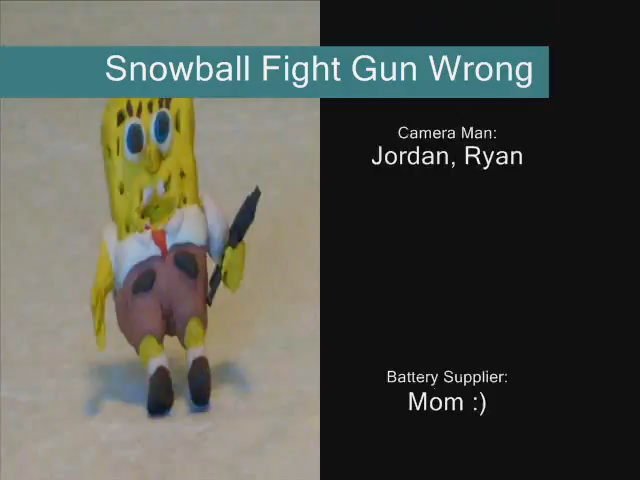 Snowball Fight Gun Wrong
Camera Man:
Jordan, Ryan
Battery Supplier:
Mom :)